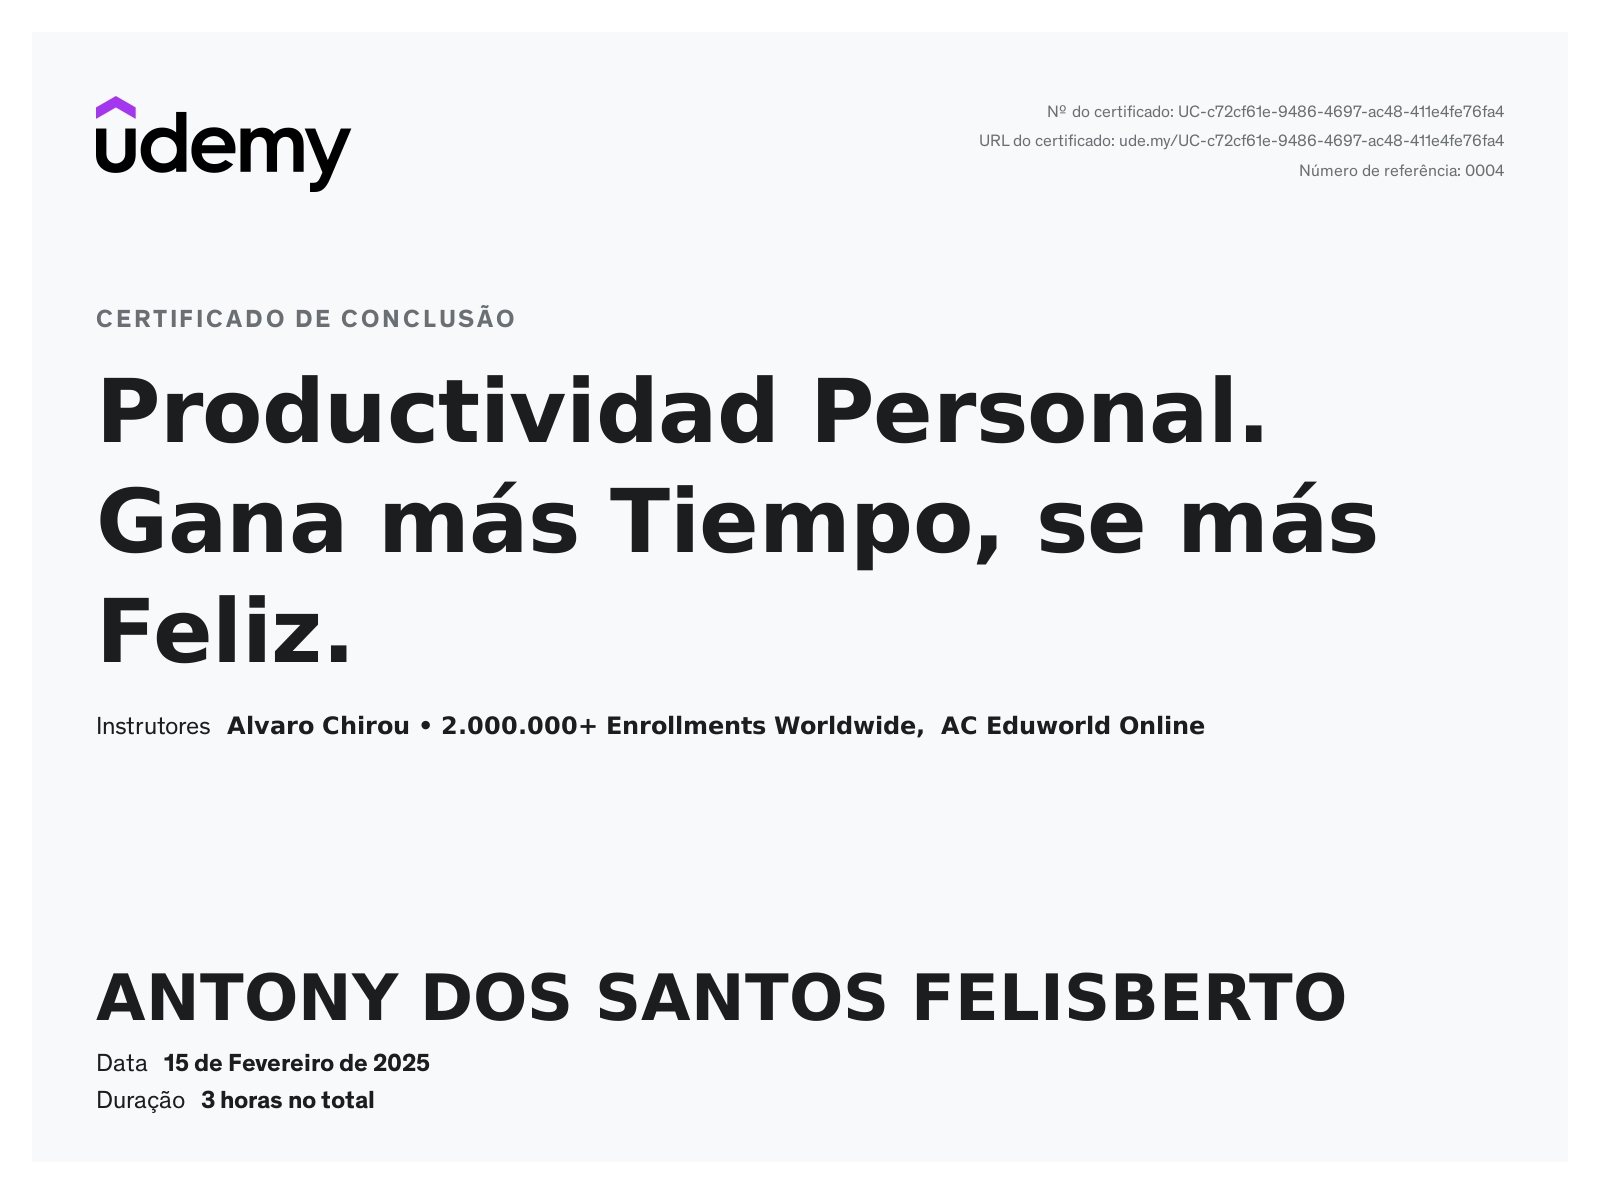 udemy
Nº do certificado: UC-c72cf61e-9486-4697-ac48-411e4fe76fa4
URL do certificado: ude.my/UC-c72cf61e-9486-4697-ac48-411e4fe76fa4
Número de referência: 0004
CERTIFICADO DE CONCLUSÃO
Productividad Personal.
Gana más Tiempo, se más
Feliz.
Instrutores Alvaro Chirou • 2.000.000+ Enrollments Worldwide, AC Eduworld Online
ANTONY DOS SANTOS FELISBERTO
Data 15 de Fevereiro de 2025
Duração 3 horas no total